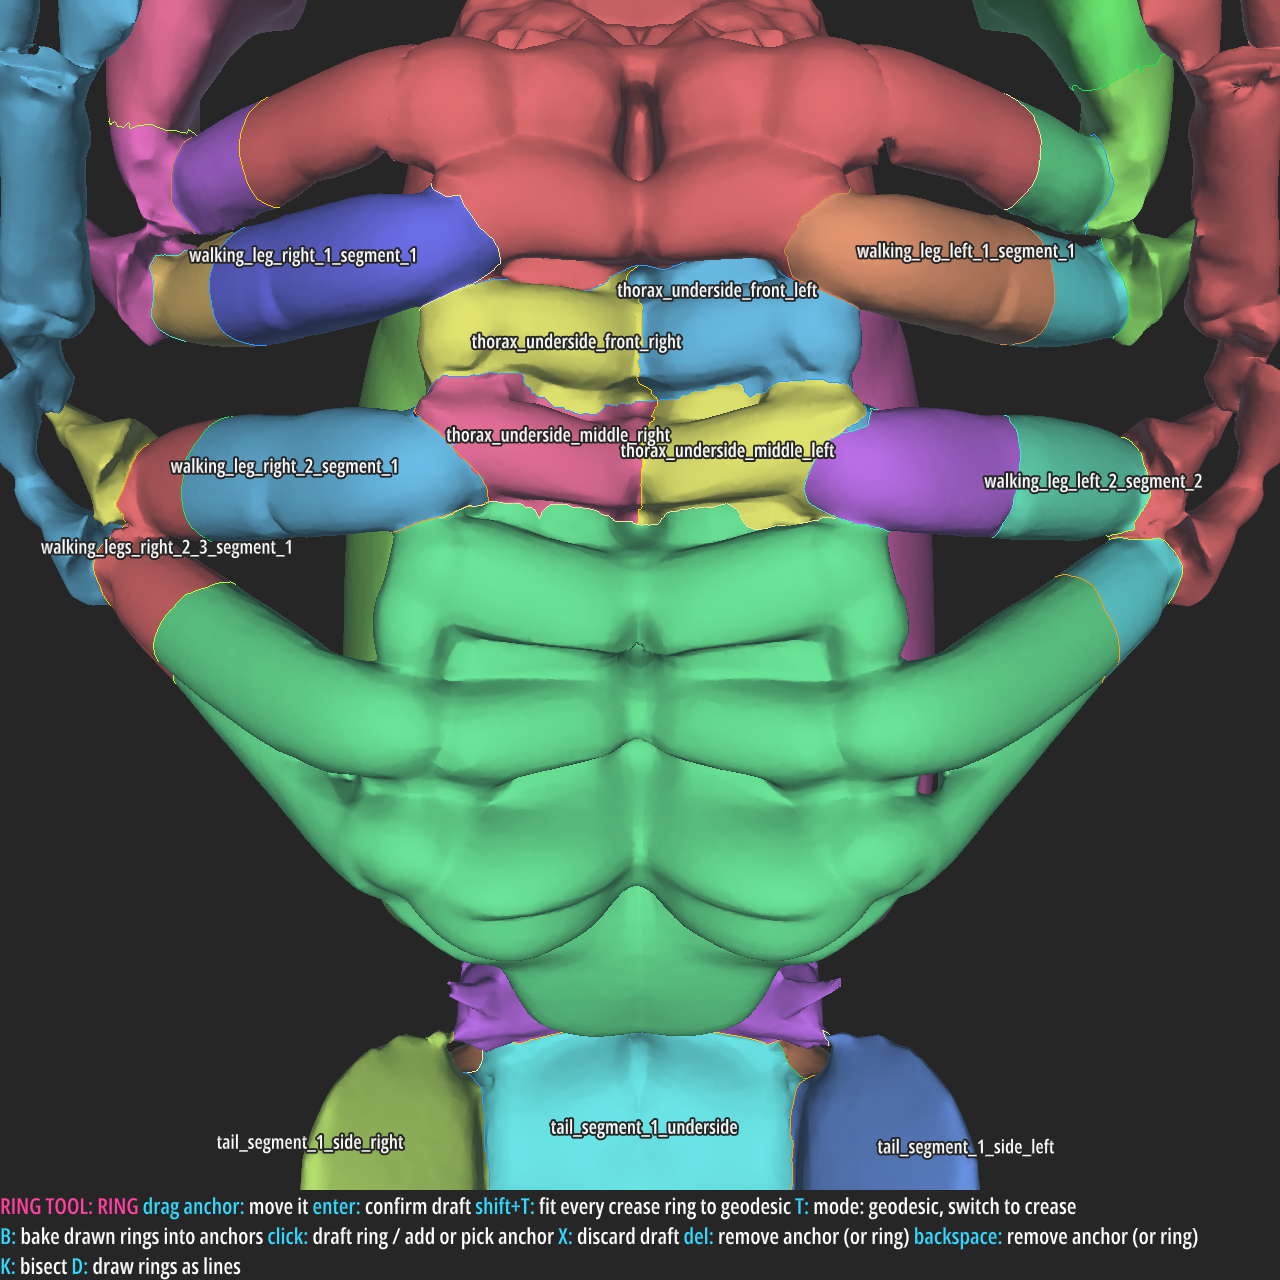 walking_leg_right_1_segment_1
walking_leg_left_1_segment_1
thorax_underside_front_left
thorax_underside_front_right
thorax_underside_middle_right
thorax_underside_middle_left
walking_leg_right_2_segment_1
walking_leg_left_2_segment_2
walking_legs_right_2_3_segment_1
tail_segment_1_underside
tail_segment_1_side_right
tail_segment_1_side_left
RING TOOL: RING drag anchor: move it enter: confirm draft shift+T: fit every crease ring to geodesic T: mode: geodesic, switch to crease
B: bake drawn rings into anchors click: draft ring / add or pick anchor X: discard draft del: remove anchor (or ring) backspace: remove anchor (or ring)
K: bisect D: draw rings as lines